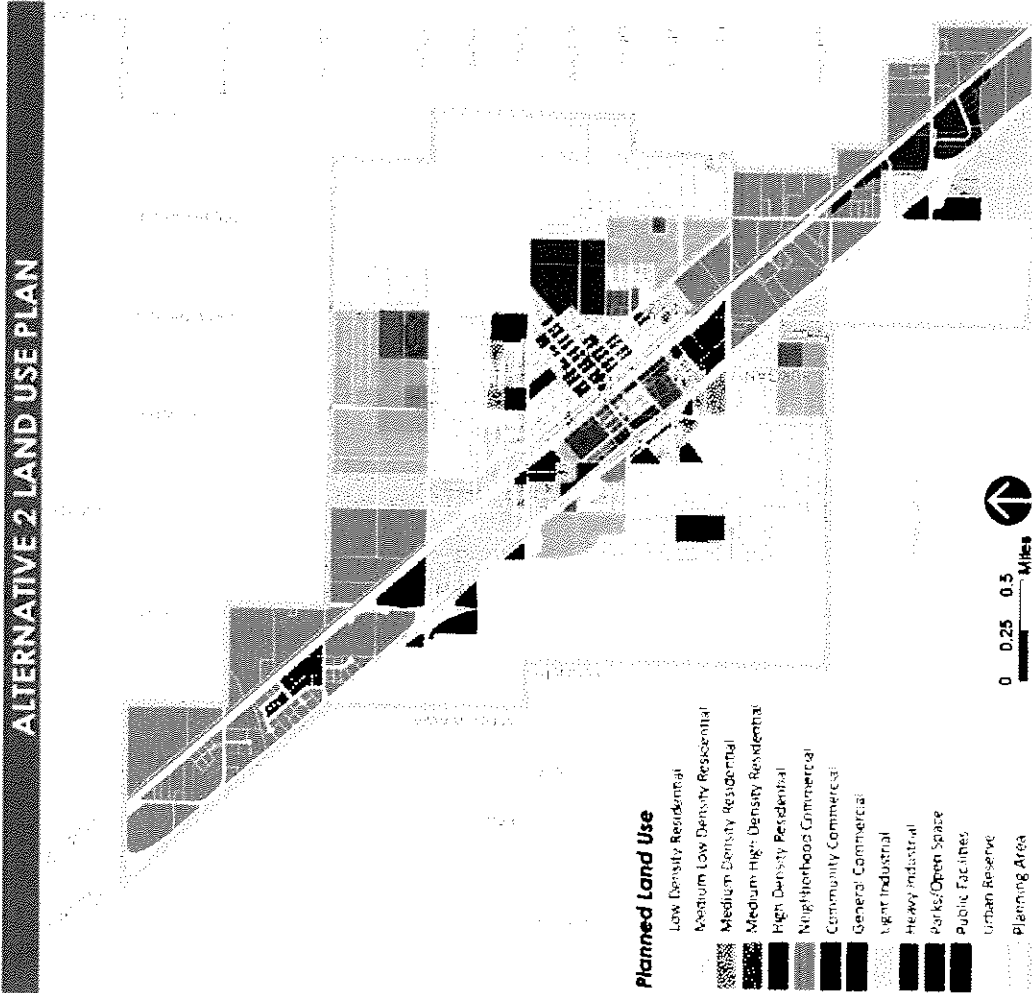 ALTERNATIVE 2 LAND USE PLAN
Planned Land Use
Low Density Residential
Medium Low Density Residential
Medium Density Residential
Medium High Density Residential
High Density Residential
Neighborhood Commercial
Community Commercial
General Commercial
Light Industrial
Heavy Industrial
Parks/Open Space
Public Facilities
Urban Reserve
Planning Area
0 0.25 0.5
Miles